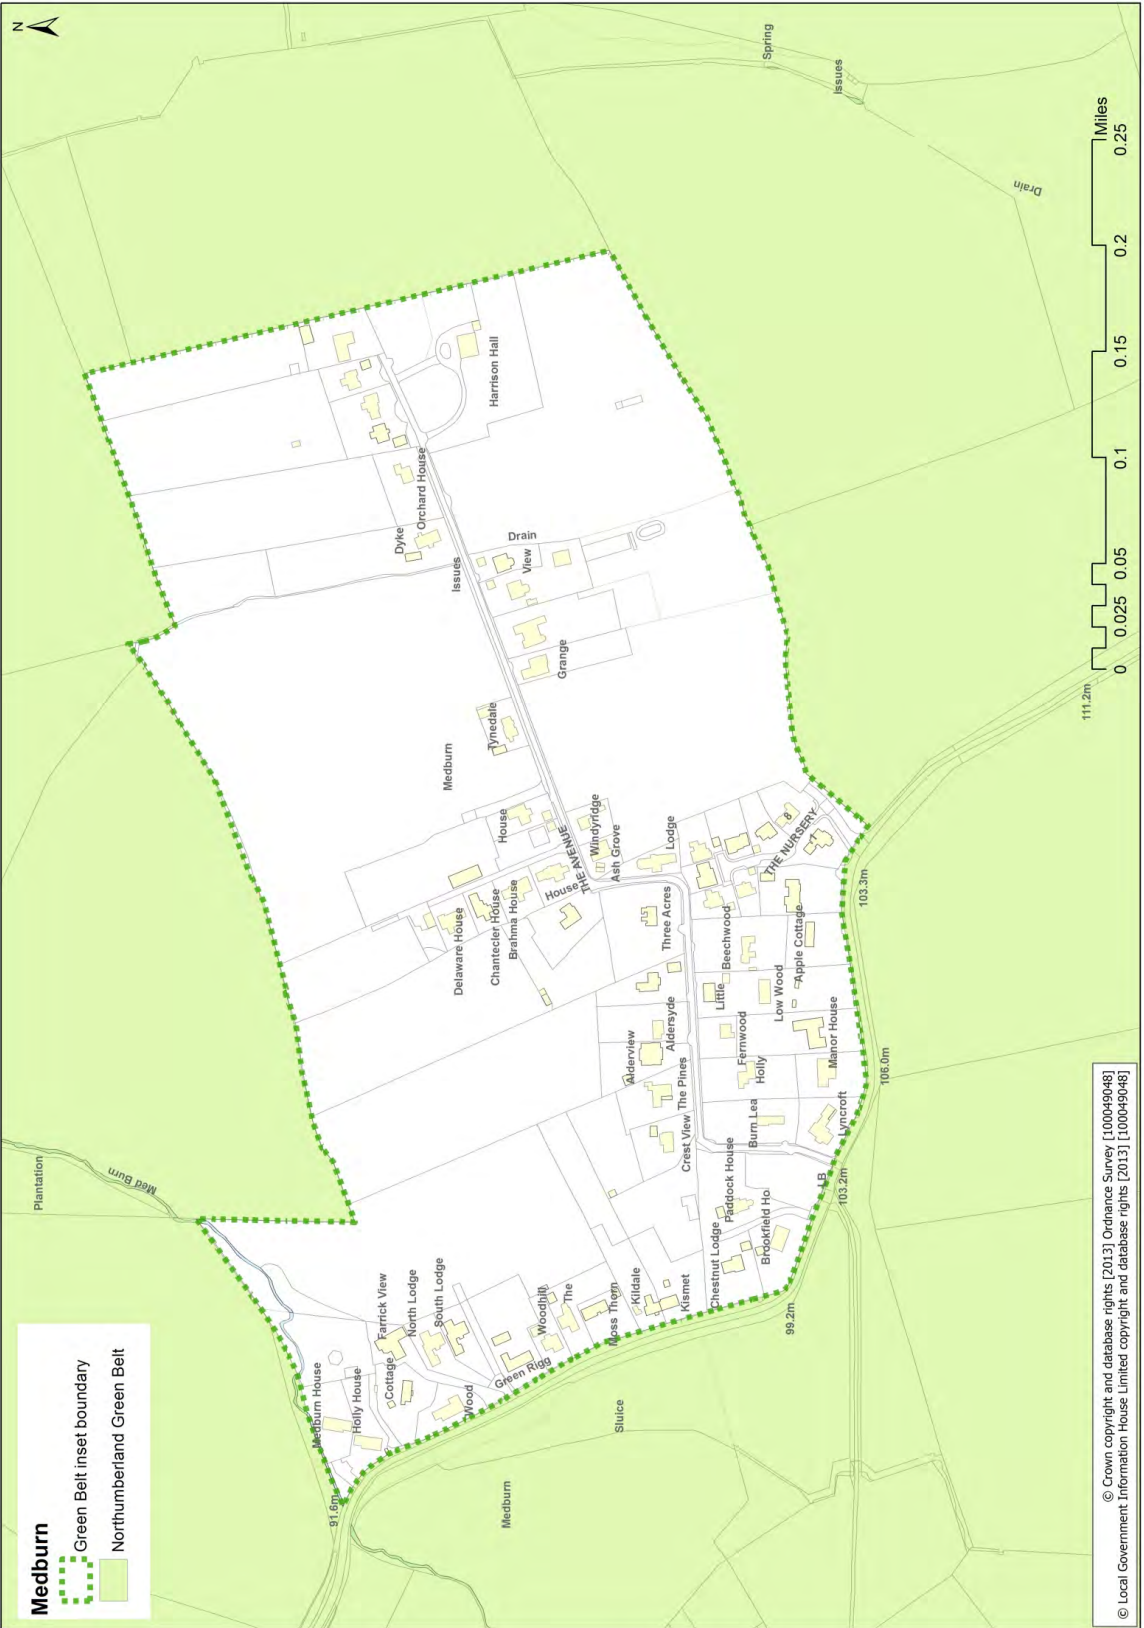 Medburn
Green Belt inset boundary
Northumberland Green Belt
N
Plantation
Med Burn
91.6m
Medburn House
Holly House
Cottage
Farrick View
North Lodge
South Lodge
Wood
Green Rigg
Woodhill
The
Moss Thorn
Kildale
Kismet
Sluice
Medburn
Chestnut Lodge
Paddock House
Brookfield Ho
99.2m
LB
103.2m
Crest View
The Pines
Alderview
Aldersyde
Three Acres
Burn Lea
Lyncroft
Holly
Fernwood
Little
Beechwood
Low Wood
Apple Cottage
Manor House
106.0m
103.3m
Delaware House
Chantecler House
Brahma House
House
House
THE AVENUE
Windyridge
Ash Grove
Lodge
THE NURSERY
8
1
Medburn
Tynedale
Grange
View
Drain
Issues
Dyke
Orchard House
Harrison Hall
Spring
Issues
Drain
111.2m
0 0.025 0.05 0.1 0.15 0.2 0.25
Miles
© Crown copyright and database rights [2013] Ordnance Survey [100049048]
© Local Government Information House Limited copyright and database rights [2013] [100049048]